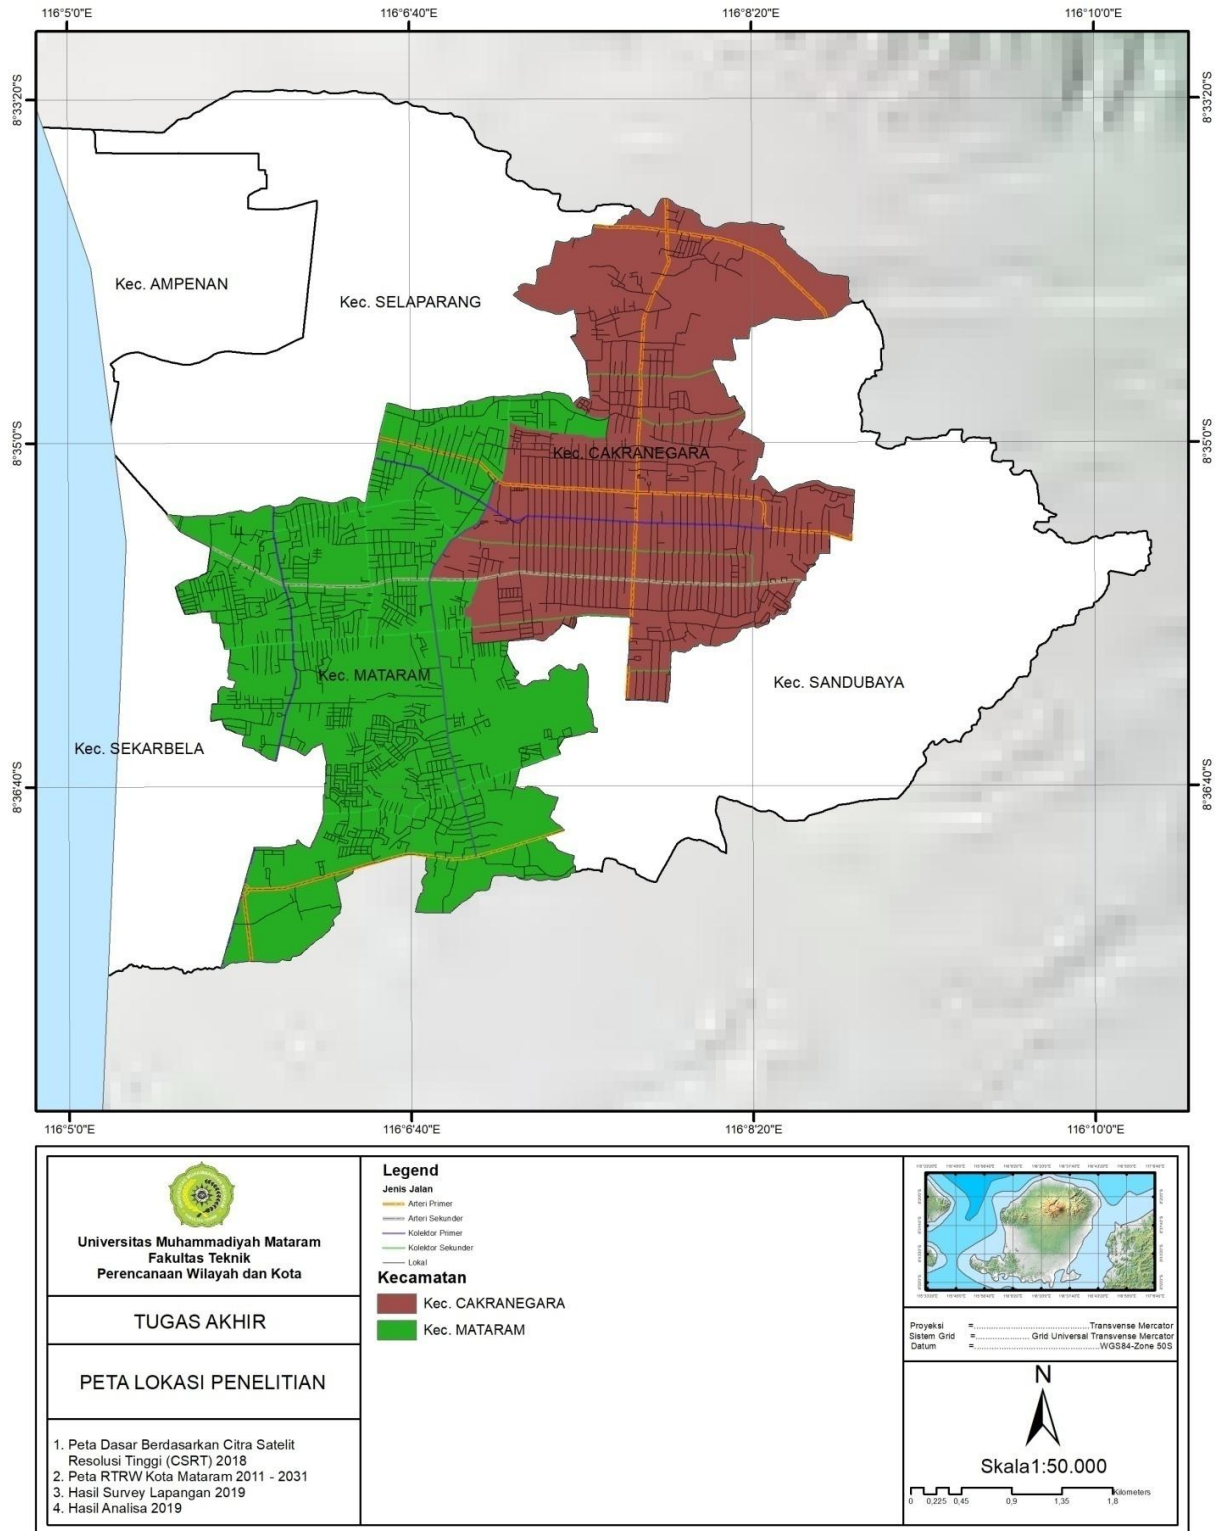 116°5'0"E
116°6'40"E
116°8'20"E
116°10'0"E
8°33'20"S
8°33'20"S
Kec. AMPENAN
Kec. SELAPARANG
8°35'0"S
8°35'0"S
Kec. CAKRANEGARA
Kec. MATARAM
Kec. SANDUBAYA
Kec. SEKARBELA
8°36'40"S
8°36'40"S
116°5'0"E
116°6'40"E
116°8'20"E
116°10'0"E
Universitas Muhammadiyah Mataram
Fakultas Teknik
Perencanaan Wilayah dan Kota
TUGAS AKHIR
PETA LOKASI PENELITIAN
1. Peta Dasar Berdasarkan Citra Satelit
Resolusi Tinggi (CSRT) 2018
2. Peta RTRW Kota Mataram 2011 - 2031
3. Hasil Survey Lapangan 2019
4. Hasil Analisa 2019
Legend
Jenis Jalan
Arteri Primer
Arteri Sekunder
Kolektor Primer
Kolektor Sekunder
Lokal
Kecamatan
Kec. CAKRANEGARA
Kec. MATARAM
Proyeksi =.......................................Transvense Mercator
Sistem Grid =.................. Grid Universal Transvense Mercator
Datum =..........................................WGS84-Zone 50S
N
Skala1:50.000
0 0,225 0,45 0,9 1,35 1,8 Kilometers